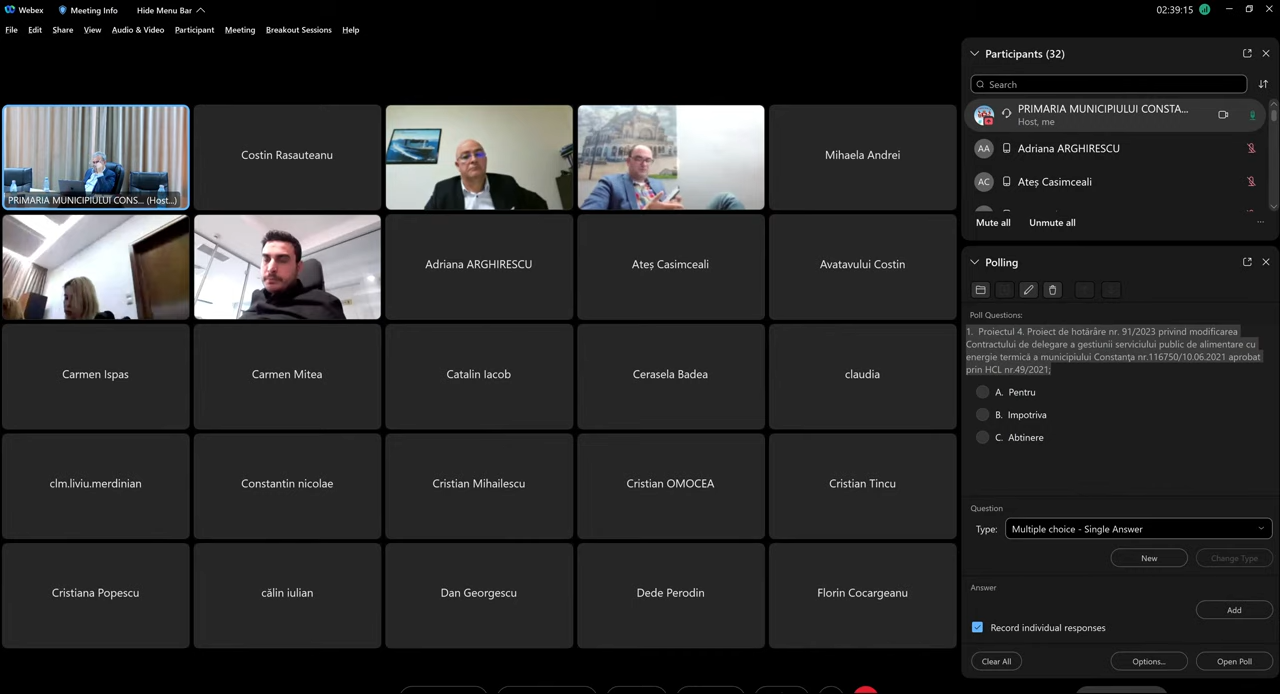 Webex
Meeting Info
Hide Menu Bar
02:39:15
File Edit Share View Audio & Video Participant Meeting Breakout Sessions Help
PRIMARIA MUNICIPIULUI CONS... (Host...)
Costin Rasauteanu
Mihaela Andrei
Adriana ARGHIRESCU
Ateș Casimceali
Avatavului Costin
Carmen Ispas
Carmen Mitea
Catalin Iacob
Cerasela Badea
claudia
clm.liviu.merdinian
Constantin nicolae
Cristian Mihailescu
Cristian OMOCEA
Cristian Tincu
Cristiana Popescu
călin iulian
Dan Georgescu
Dede Perodin
Florin Cocargeanu
Participants (32)
Search
PRIMARIA MUNICIPIULUI CONSTA...
Host, me
AA Adriana ARGHIRESCU
AC Ateș Casimceali
Mute all Unmute all ...
Polling
Poll Questions:
1. Proiectul 4. Proiect de hotărâre nr. 91/2023 privind modificarea
Contractului de delegare a gestiunii serviciului public de alimentare cu
energie termică a municipiului Constanţa nr.116750/10.06.2021 aprobat
prin HCL nr.49/2021;
A. Pentru
B. Impotriva
C. Abtinere
Question
Type: Multiple choice - Single Answer
New Change Type
Answer
Add
Record individual responses
Clear All Options... Open Poll